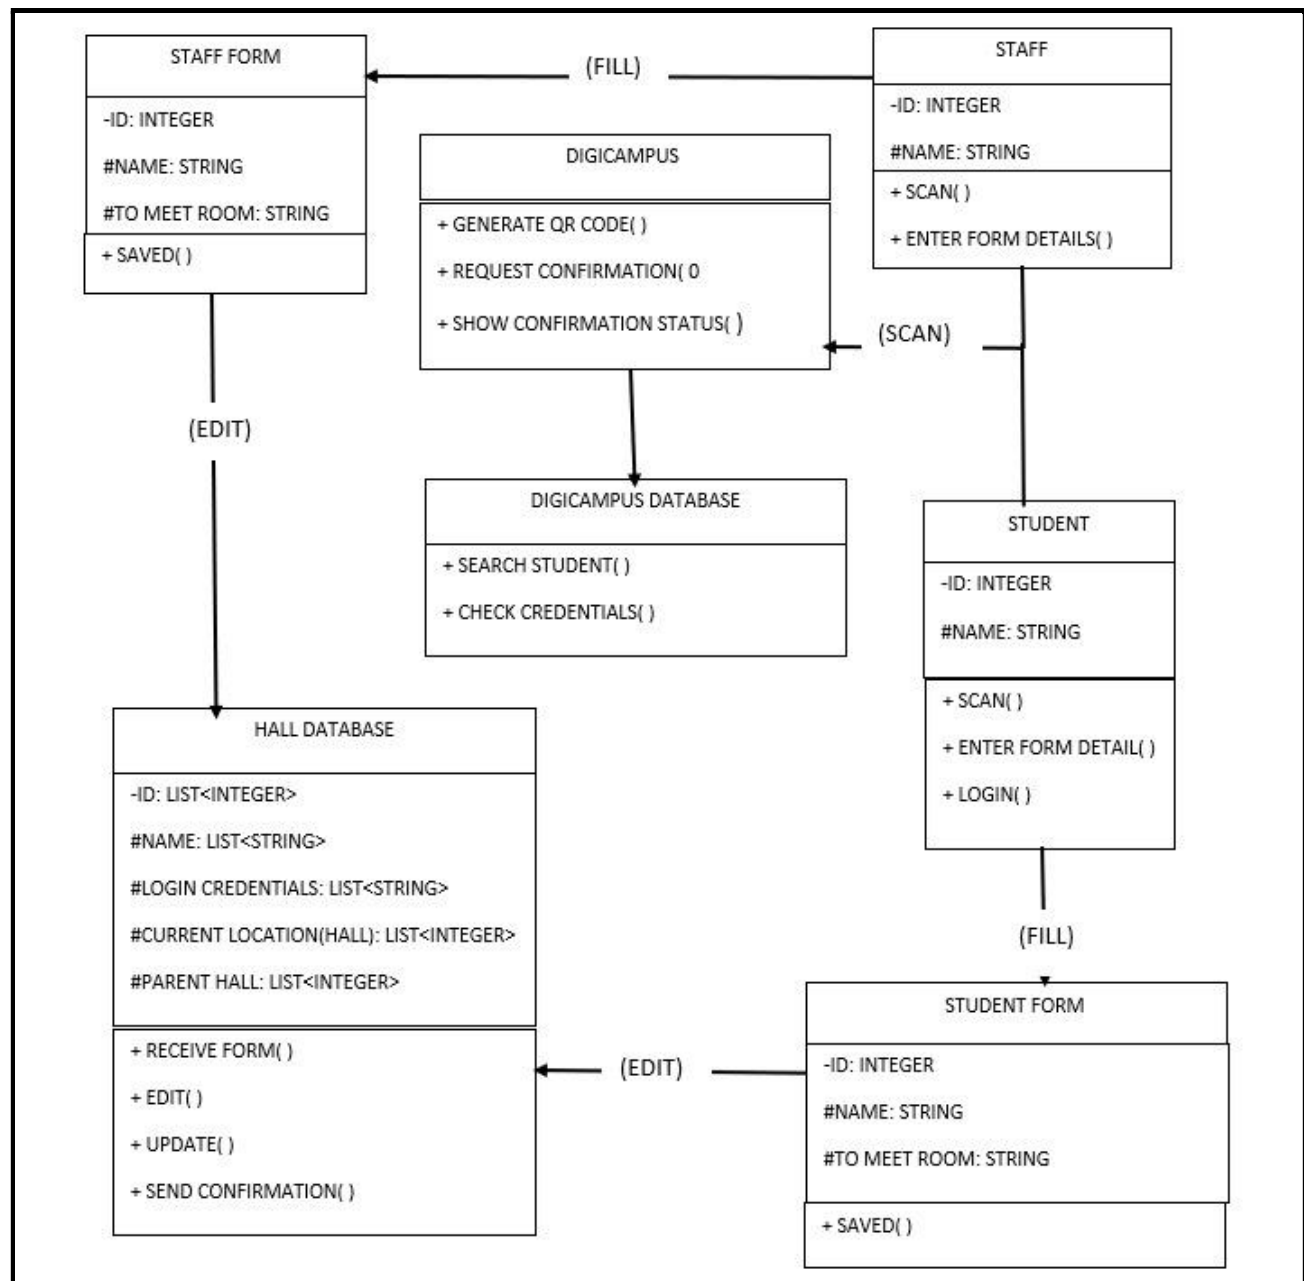 STAFF FORM
-ID: INTEGER
#NAME: STRING
#TO MEET ROOM: STRING
+ SAVED( )
(FILL)
STAFF
-ID: INTEGER
#NAME: STRING
+ SCAN( )
+ ENTER FORM DETAILS( )
DIGICAMPUS
+ GENERATE QR CODE( )
+ REQUEST CONFIRMATION( 0
+ SHOW CONFIRMATION STATUS( )
(SCAN)
(EDIT)
DIGICAMPUS DATABASE
+ SEARCH STUDENT( )
+ CHECK CREDENTIALS( )
STUDENT
-ID: INTEGER
#NAME: STRING
+ SCAN( )
+ ENTER FORM DETAIL( )
+ LOGIN( )
(FILL)
HALL DATABASE
-ID: LIST<INTEGER>
#NAME: LIST<STRING>
#LOGIN CREDENTIALS: LIST<STRING>
#CURRENT LOCATION(HALL): LIST<INTEGER>
#PARENT HALL: LIST<INTEGER>
+ RECEIVE FORM( )
+ EDIT( )
+ UPDATE( )
+ SEND CONFIRMATION( )
(EDIT)
STUDENT FORM
-ID: INTEGER
#NAME: STRING
#TO MEET ROOM: STRING
+ SAVED( )